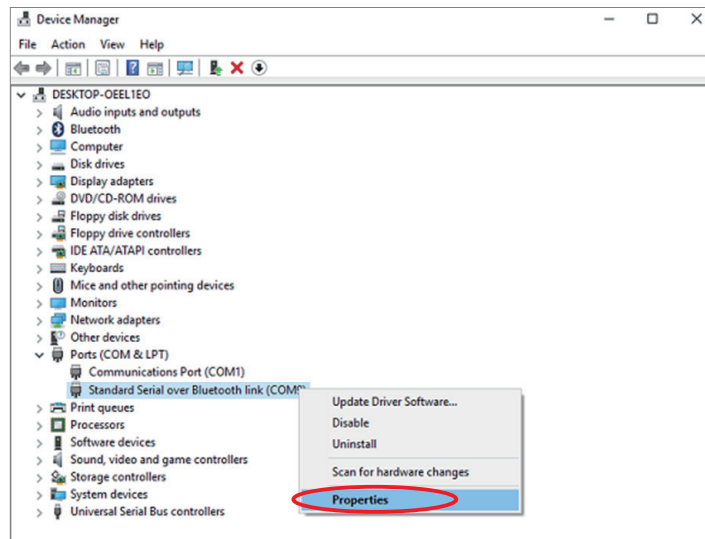 Device Manager
File Action View Help
DESKTOP-OEEL1EO
Audio inputs and outputs
Bluetooth
Computer
Disk drives
Display adapters
DVD/CD-ROM drives
Floppy disk drives
Floppy drive controllers
IDE ATA/ATAPI controllers
Keyboards
Mice and other pointing devices
Monitors
Network adapters
Other devices
Ports (COM & LPT)
Communications Port (COM1)
Standard Serial over Bluetooth link
Print queues
Processors
Software devices
Sound, video and game controllers
Storage controllers
System devices
Universal Serial Bus controllers
Update Driver Software...
Disable
Uninstall
Scan for hardware changes
Properties